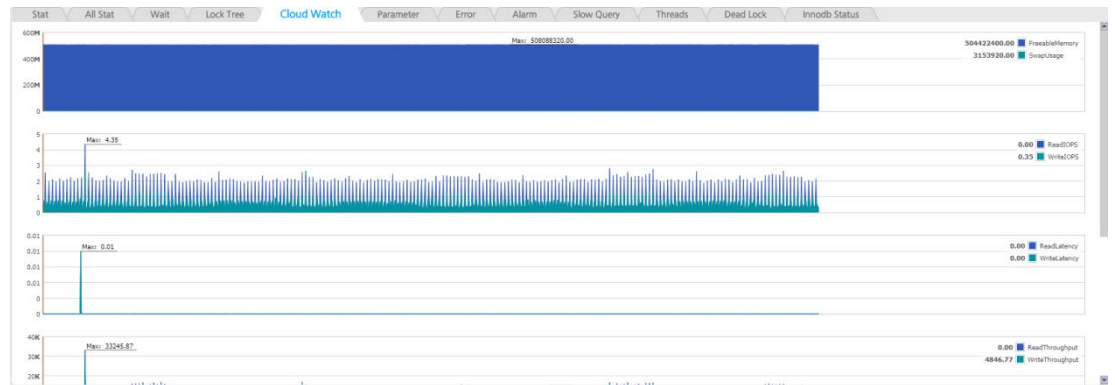 Stat All Stat Wait Lock Tree Cloud Watch Parameter Error Alarm Slow Query Threads Dead Lock Innodb Status
600M
400M
200M
0
Max: 508088320.00
504422400.00 FreeableMemory
3153920.00 SwapUsage
5
4
3
2
1
0
Max: 4.35
0.00 ReadIOPS
0.35 WriteIOPS
0.01
0.01
0.01
0.01
0
0
Max: 0.01
0.00 ReadLatency
0.00 WriteLatency
40K
30K
20K
Max: 33245.87
0.00 ReadThroughput
4846.77 WriteThroughput